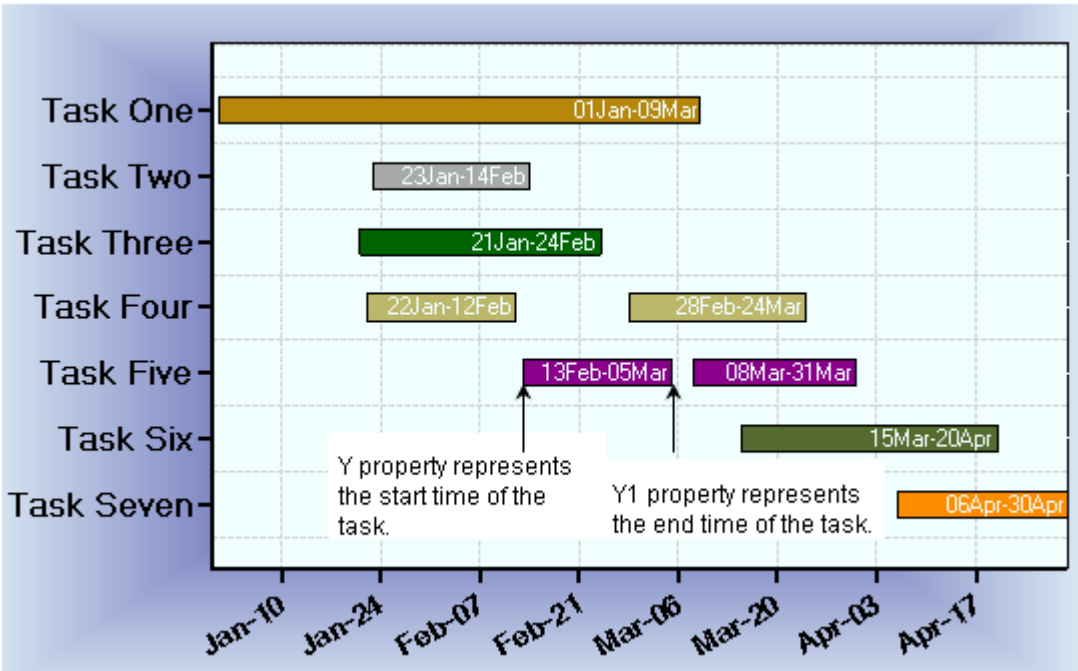 Task One
01Jan-09Mar
Task Two
23Jan-14Feb
Task Three
21Jan-24Feb
Task Four
22Jan-12Feb
28Feb-24Mar
Task Five
13Feb-05Mar
08Mar-31Mar
Task Six
15Mar-20Apr
Y property represents
the start time of the
task.
Y1 property represents
the end time of the task.
Task Seven
06Apr-30Apr
Jan-10
Jan-24
Feb-07
Feb-21
Mar-06
Mar-20
Apr-03
Apr-17